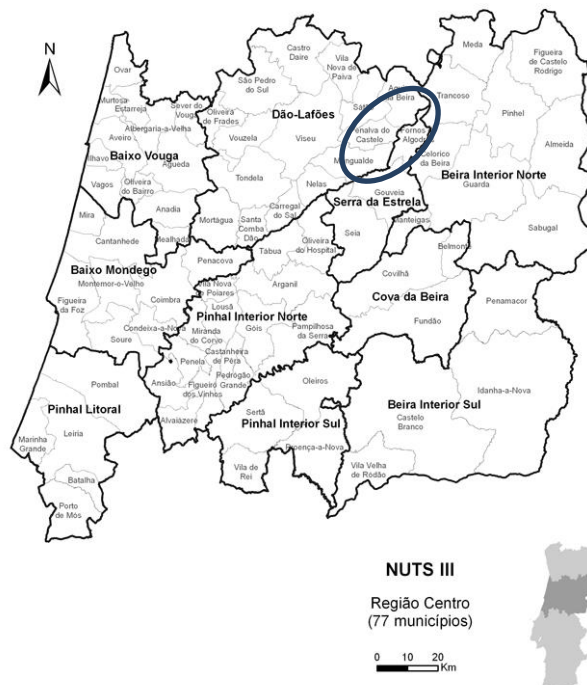 N
Ovar
Murtosa
Estarreja
Sever do
Vouga
Albergaria-a-Velha
Aveiro
Baixo Vouga
Ílhavo
Águeda
Vagos
Oliveira
do Bairro
Anadia
Mealhada
Castro
Daire
São Pedro
do Sul
Vila
Nova de
Paiva
Oliveira
de Frades
Dão-Lafões
Vouzela
Viseu
Tondela
Mangualde
Nelas
Mortágua
Santa
Comba
Dão
Carregal
do Sal
da Beira
Penalva do
Castelo
Fornos
Meda
Figueira
de Castelo
Rodrigo
Trancoso
Pinhel
Almeida
Celorico
da Beira
Beira Interior Norte
Guarda
Sabugal
Gouveia
Serra da Estrela
Manteigas
Seia
Mira
Cantanhede
Baixo Mondego
Montemor-o-Velho
Figueira
da Foz
Coimbra
Condeixa-a-Nova
Soure
Penacova
Tábua
Oliveira
do Hospital
Vila Nova
de Poiares
Arganil
Lousã
Pinhal Interior Norte
Miranda
do Corvo
Góis
Pampilhosa
da Serra
Penela
Castanheira
de Pêra
Pedrógão
Grande
Ansião
Figueiró
dos Vinhos
Alvaiázere
Belmonte
Covilhã
Cova da Beira
Fundão
Penamacor
Idanha-a-Nova
Beira Interior Sul
Castelo
Branco
Vila Velha
de Ródão
Oleiros
Sertã
Pinhal Interior Sul
Proença-a-Nova
Vila de
Rei
Pombal
Pinhal Litoral
Leiria
Marinha
Grande
Batalha
Porto
de Mós
NUTS III
Região Centro
(77 municípios)
0 10 20
Km